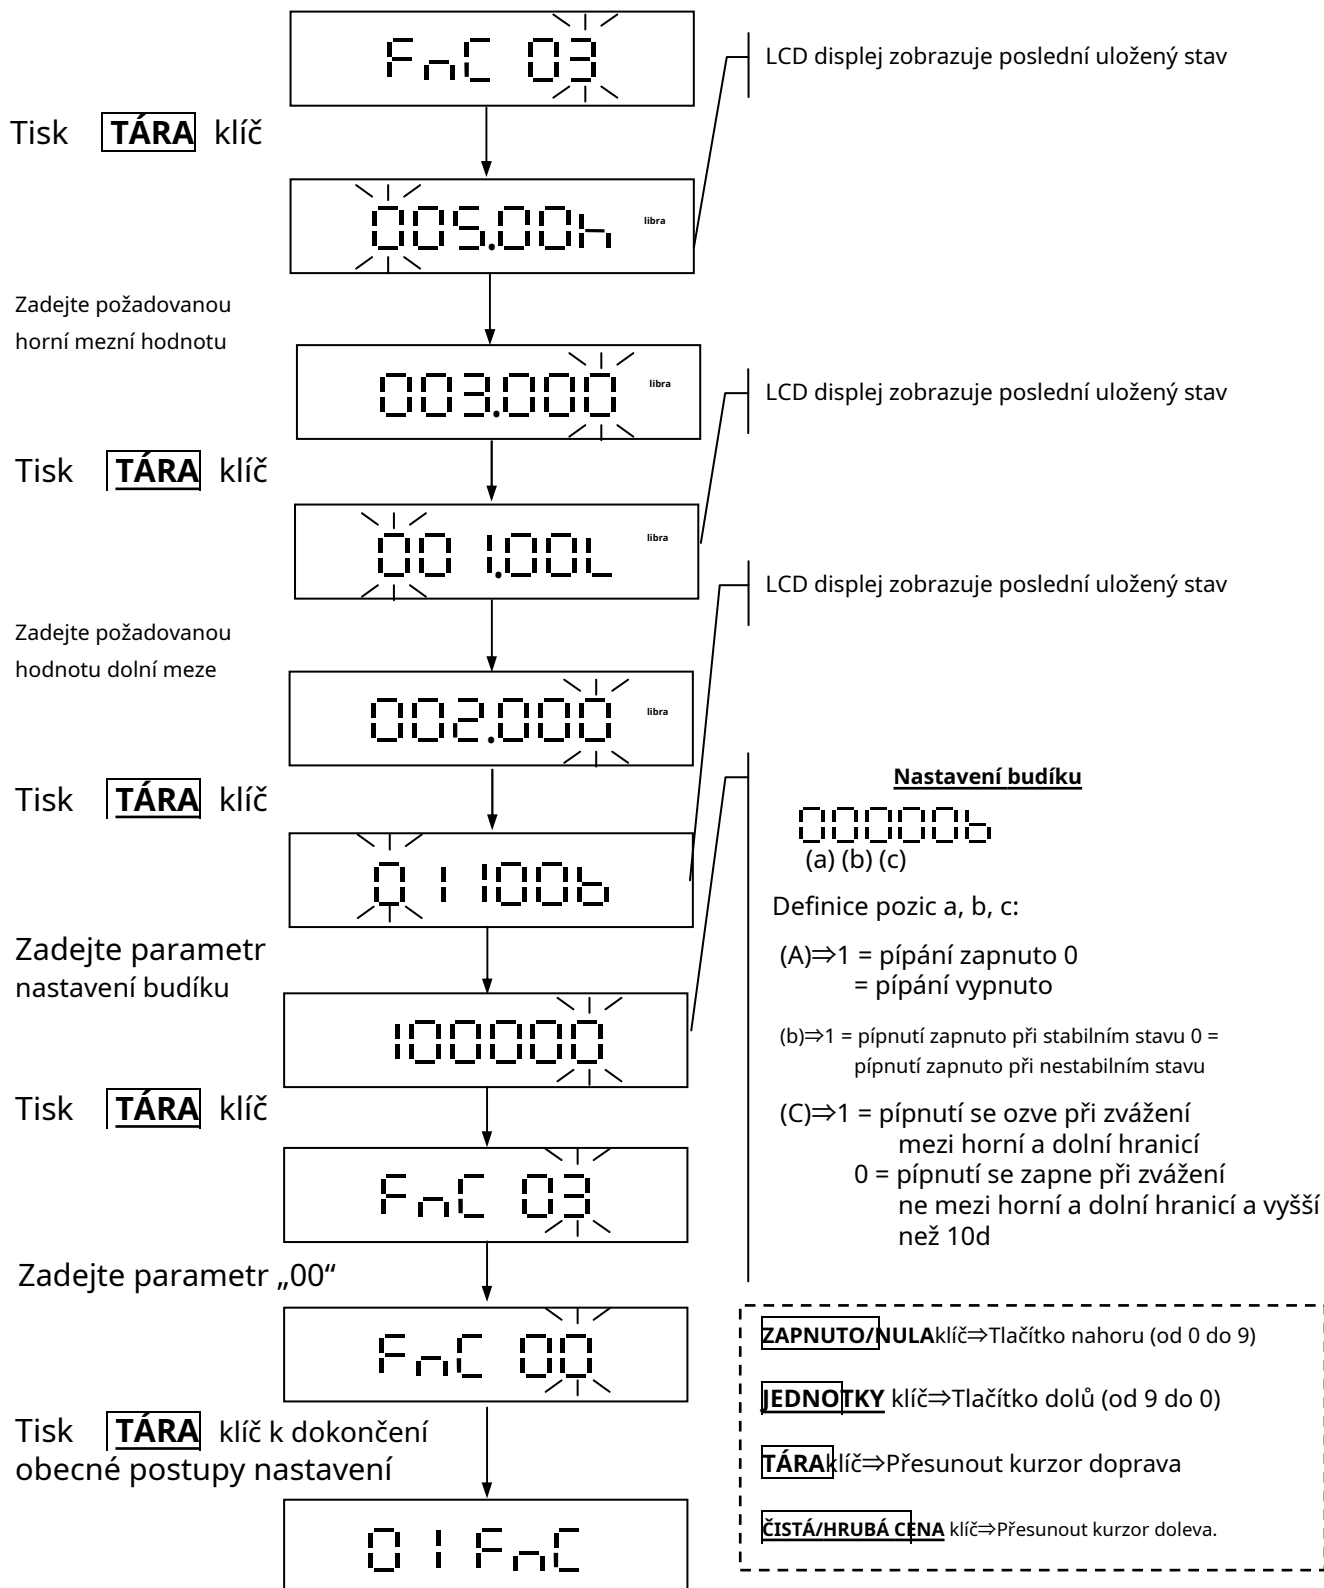 FnC 03
LCD displej zobrazuje poslední uložený stav
Tisk TÁRA klíč
005.00h libra
Zadejte požadovanou
horní mezní hodnotu
003.000 libra
LCD displej zobrazuje poslední uložený stav
Tisk TÁRA klíč
001.00L libra
LCD displej zobrazuje poslední uložený stav
Zadejte požadovanou
hodnotu dolní meze
002.000 libra
Tisk TÁRA klíč
01100b
Zadejte parametr
nastavení budíku
100000
Tisk TÁRA klíč
FnC 03
Zadejte parametr „00“
FnC 00
Tisk TÁRA klíč k dokončení
obecné postupy nastavení
01 FnC
Nastavení budíku
00000b
(a) (b) (c)
Definice pozic a, b, c:
(A)⇒1 = pípání zapnuto 0
= pípání vypnuto
(b)⇒1 = pípnutí zapnuto při stabilním stavu 0 =
pípnutí zapnuto při nestabilním stavu
(C)⇒1 = pípnutí se ozve při zvážení
mezi horní a dolní hranicí
0 = pípnutí se zapne při zvážení
ne mezi horní a dolní hranicí a vyšší
než 10d
ZAPNUTO/NULAklíč⇒Tlačítko nahoru (od 0 do 9)
JEDNOTKY klíč⇒Tlačítko dolů (od 9 do 0)
TÁRAklíč⇒Přesunout kurzor doprava
ČISTÁ/HRUBÁ CENA klíč⇒Přesunout kurzor doleva.